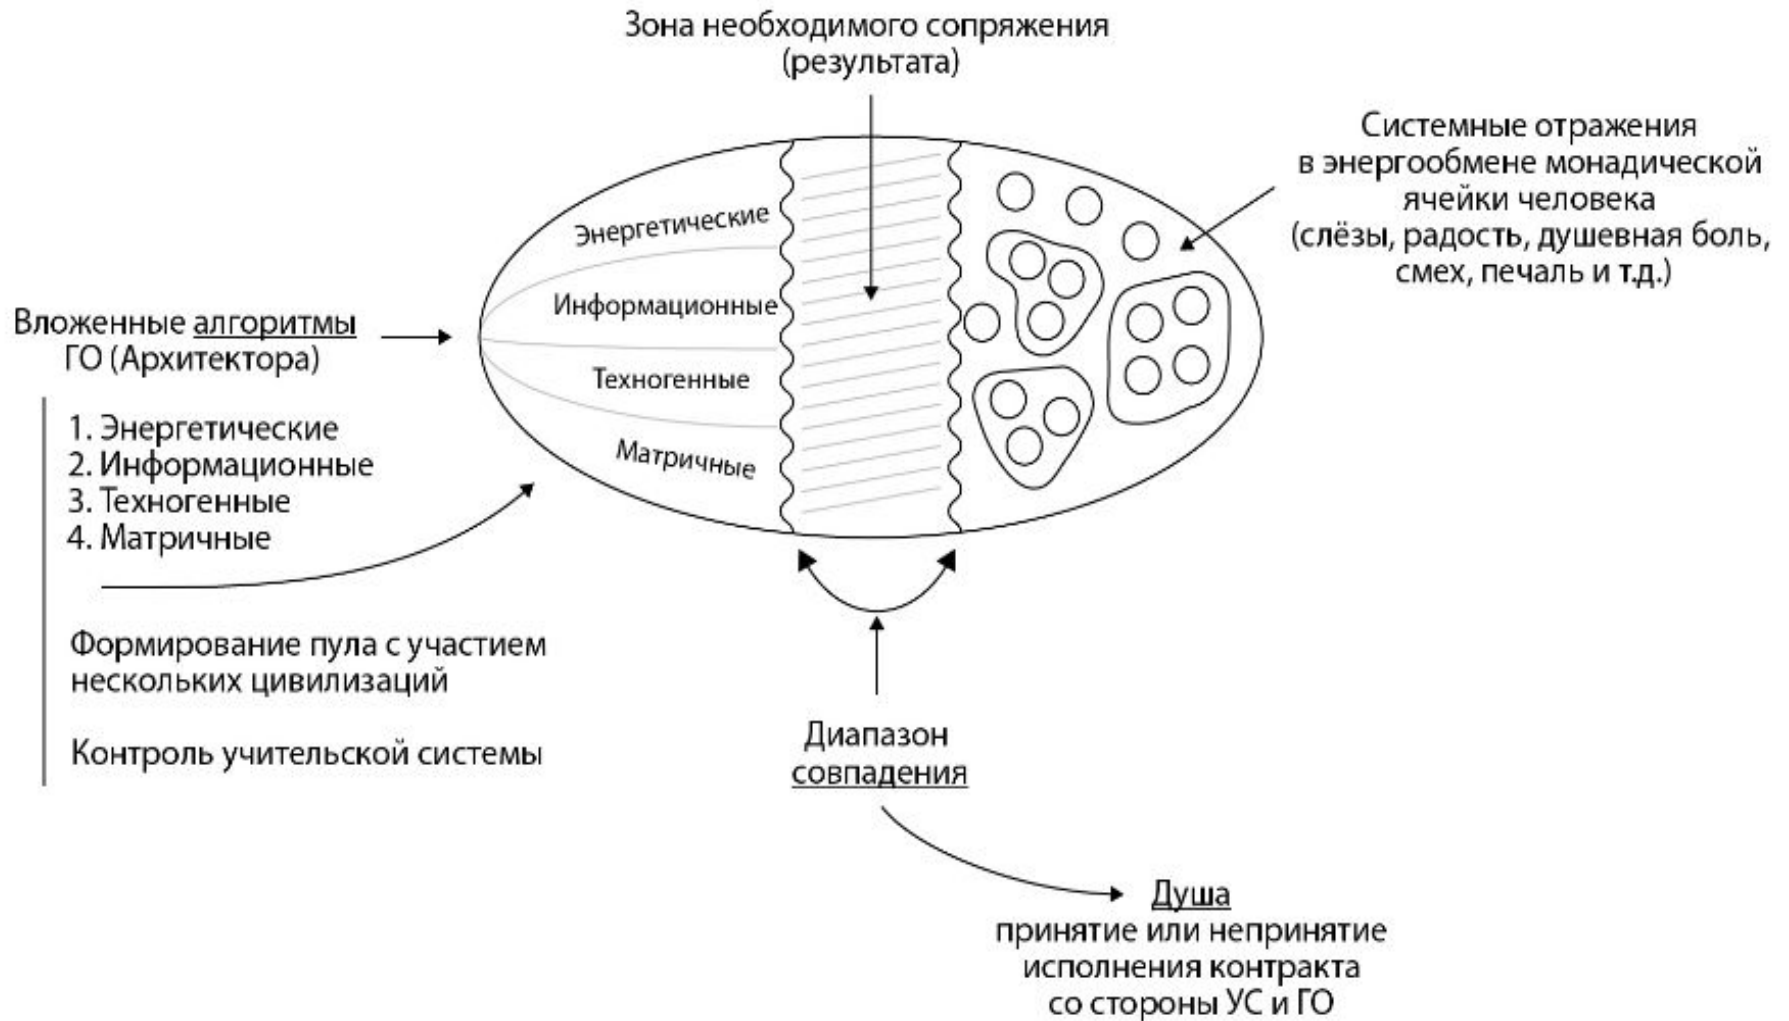 Зона необходимого сопряжения
(результата)
Системные отражения
в энергообмене монадической
ячейки человека
(слёзы, радость, душевная боль,
смех, печаль и т.д.)
Энергетические
Информационные
Техногенные
Матричные
Вложенные алгоритмы
ГО (Архитектора)
1. Энергетические
2. Информационные
3. Техногенные
4. Матричные
Формирование пула с участием
нескольких цивилизаций
Контроль учительской системы
Диапазон
совпадения
Душа
принятие или непринятие
исполнения контракта
со стороны УС и ГО